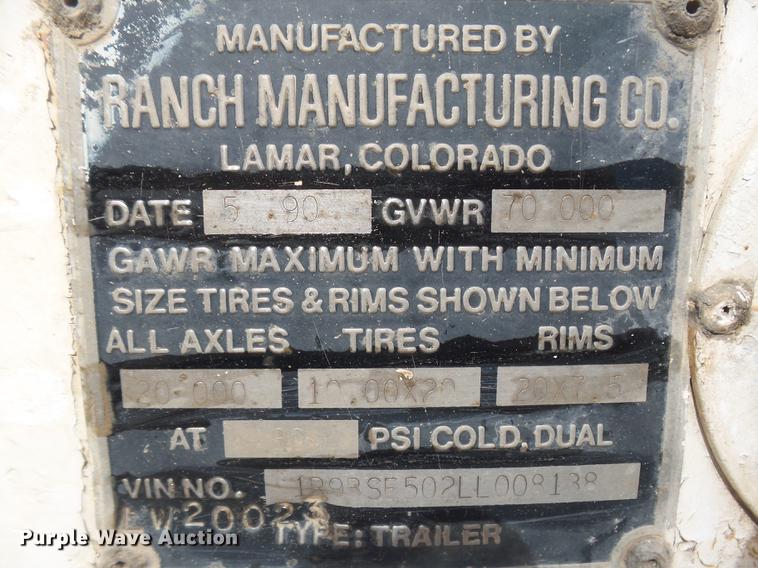 MANUFACTURED BY
RANCH MANUFACTURING CO.
LAMAR, COLORADO
DATE 5 90 GVWR 70 000
GAWR MAXIMUM WITH MINIMUM
SIZE TIRES & RIMS SHOWN BELOW
ALL AXLES TIRES RIMS
20 000 10 00X20 20X7.5
AT PSI COLD, DUAL
VIN NO. 1R9BSE502LL008138
LW20023
TYPE: TRAILER
Purple Wave Auction